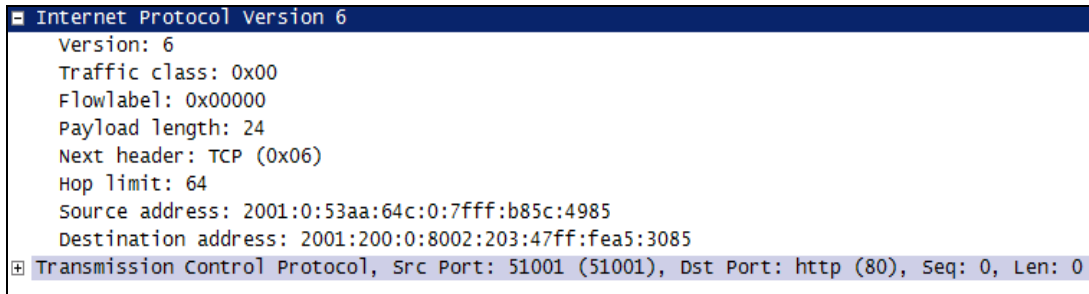 Internet Protocol Version 6
Version: 6
Traffic class: 0x00
Flowlabel: 0x00000
Payload length: 24
Next header: TCP (0x06)
Hop limit: 64
Source address: 2001:0:53aa:64c:0:7fff:b85c:4985
Destination address: 2001:200:0:8002:203:47ff:fea5:3085
Transmission Control Protocol, Src Port: 51001 (51001), Dst Port: http (80), Seq: 0, Len: 0